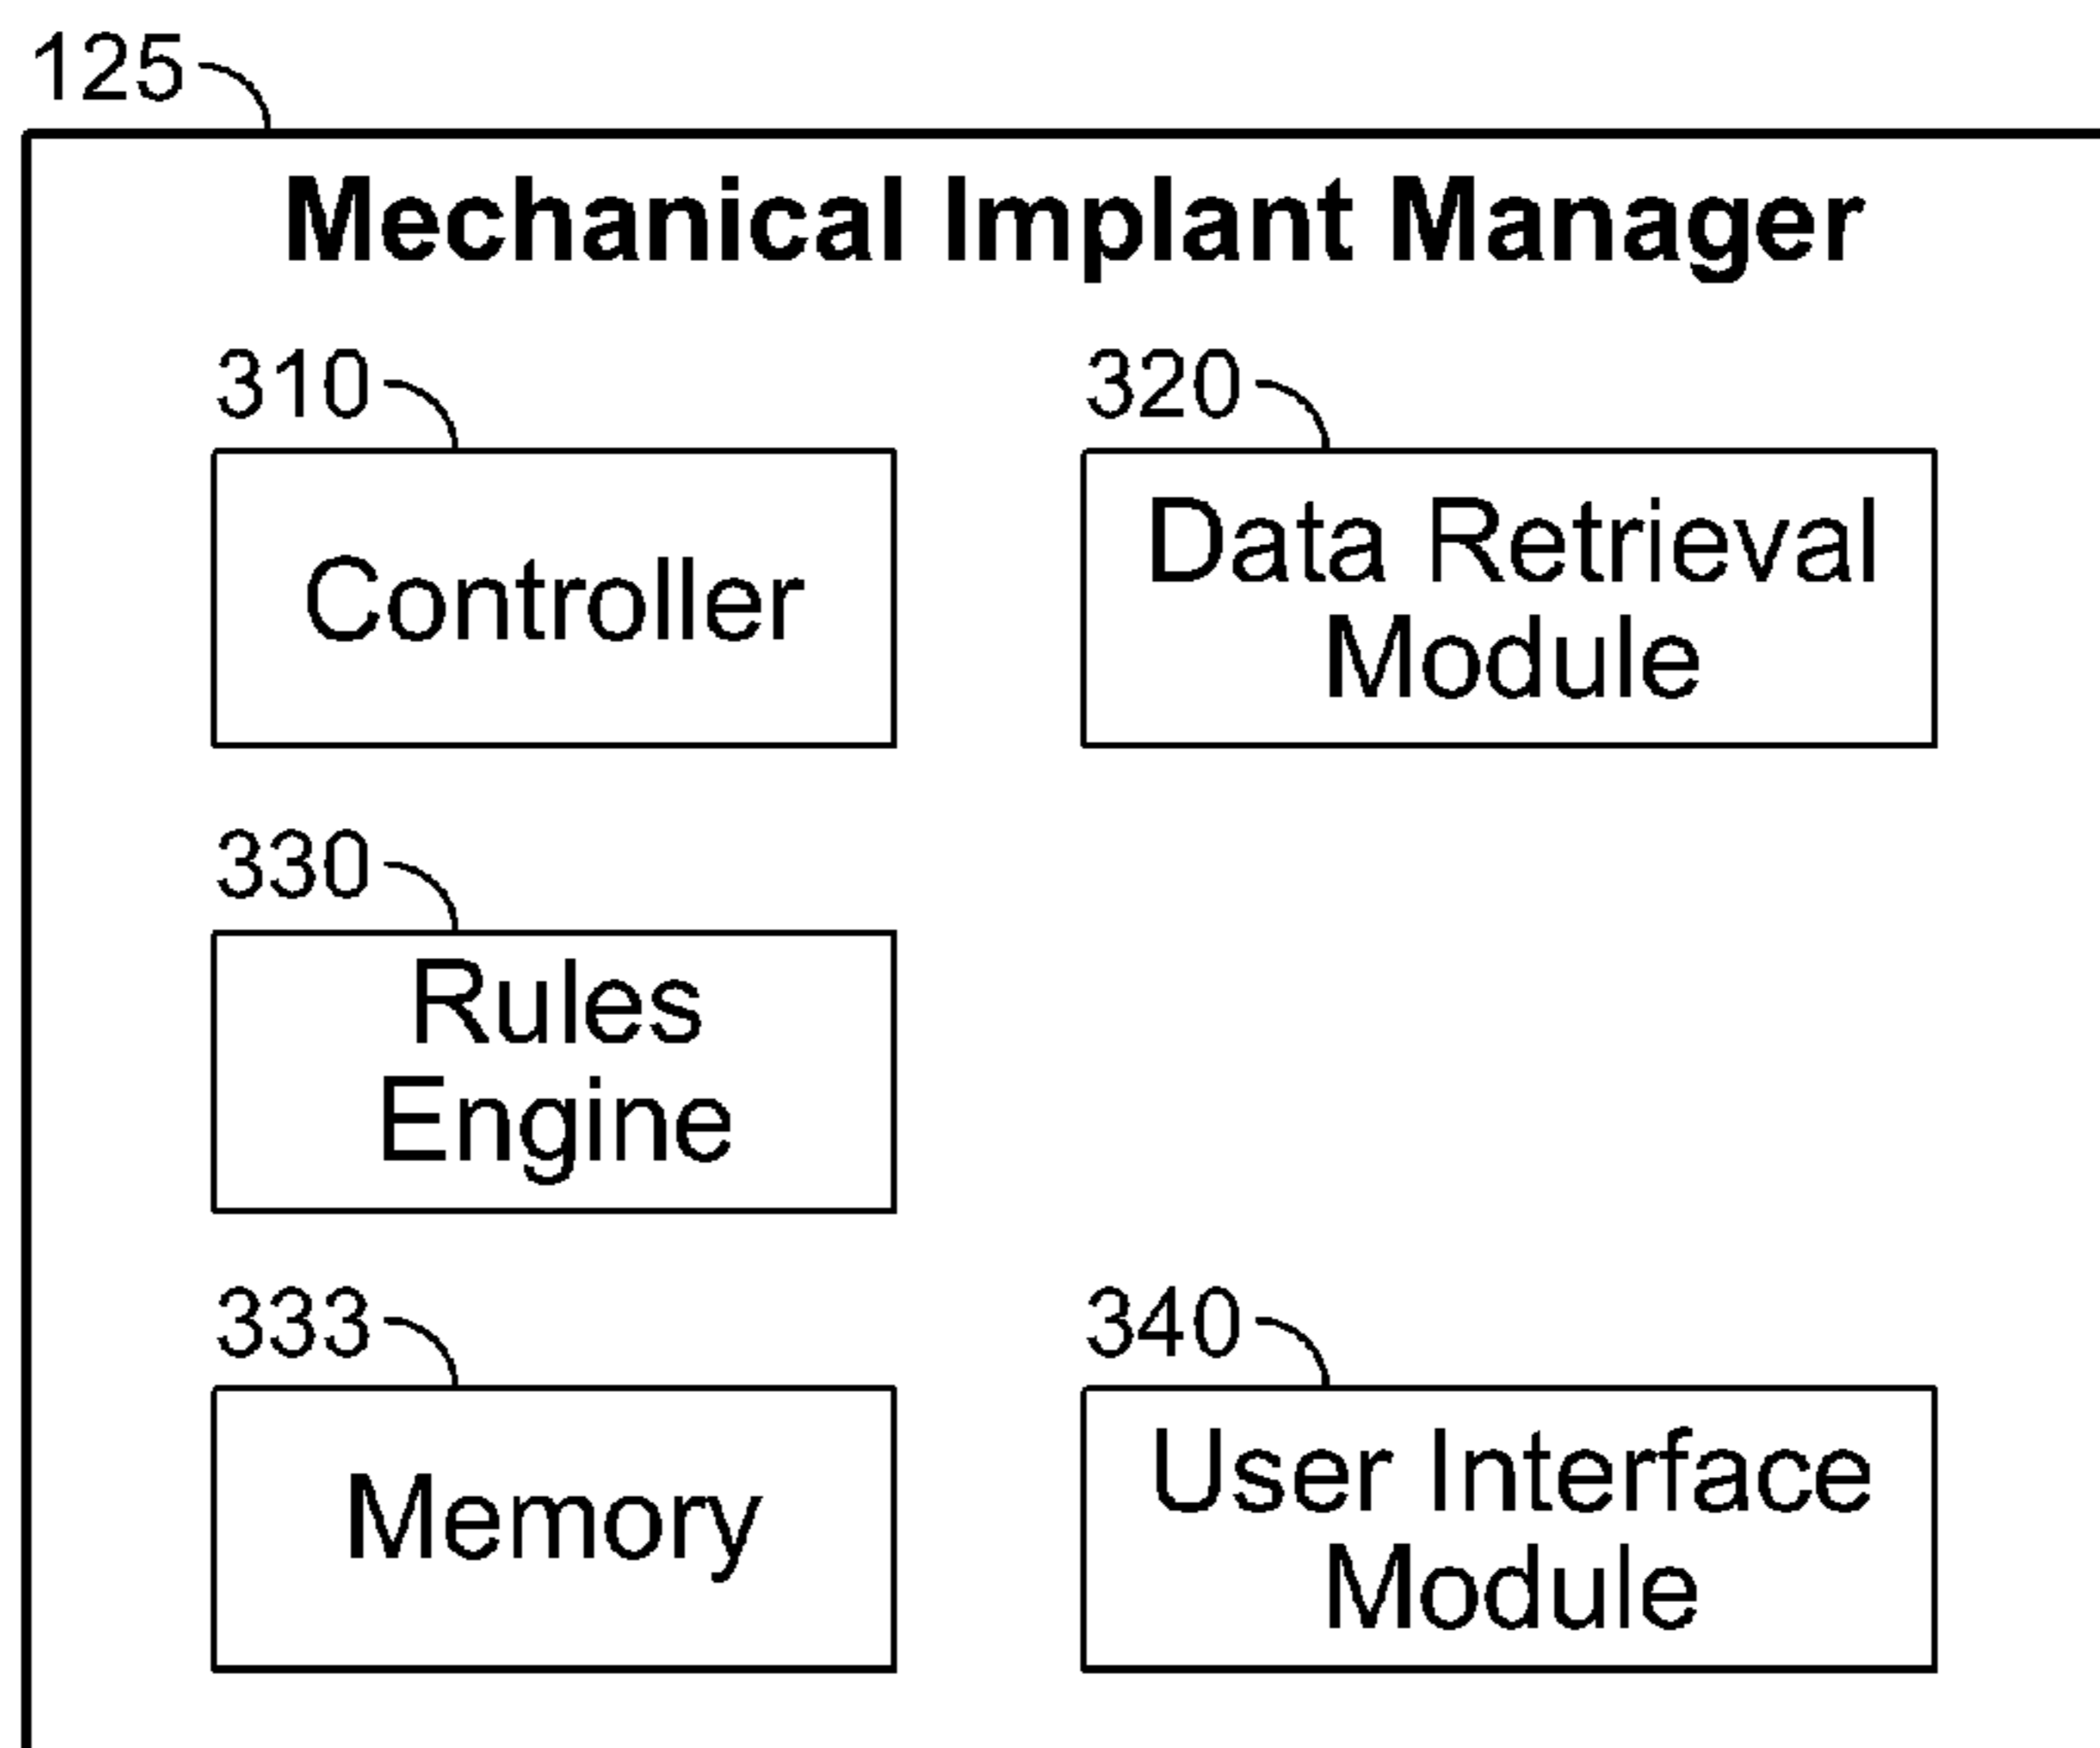 125
Mechanical Implant Manager
310
Controller
320
Data Retrieval
Module
330
Rules
Engine
333
Memory
340
User Interface
Module